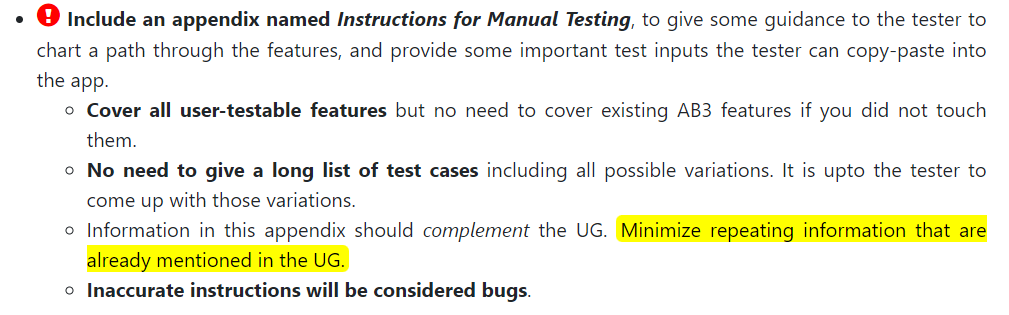 • ! Include an appendix named Instructions for Manual Testing, to give some guidance to the tester to
chart a path through the features, and provide some important test inputs the tester can copy-paste into
the app.
○ Cover all user-testable features but no need to cover existing AB3 features if you did not touch
them.
○ No need to give a long list of test cases including all possible variations. It is upto the tester to
come up with those variations.
○ Information in this appendix should complement the UG. Minimize repeating information that are
already mentioned in the UG.
○ Inaccurate instructions will be considered bugs.